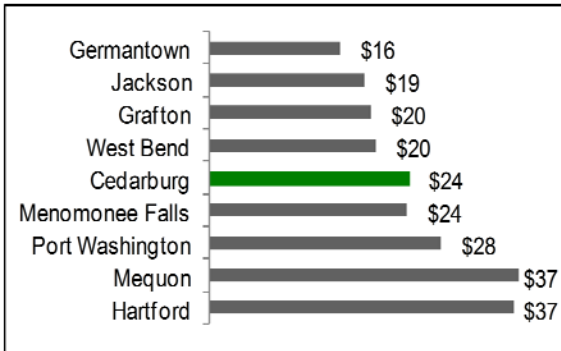 Germantown $16
Jackson $19
Grafton $20
West Bend $20
Cedarburg $24
Menomonee Falls $24
Port Washington $28
Mequon $37
Hartford $37